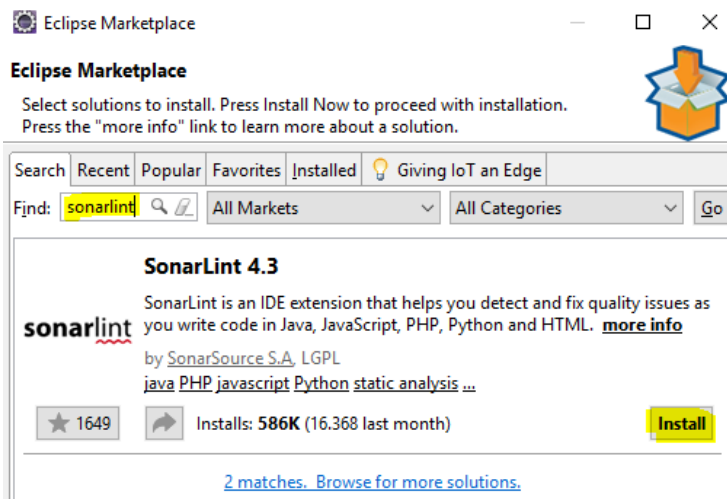 Eclipse Marketplace
Eclipse Marketplace
Select solutions to install. Press Install Now to proceed with installation.
Press the "more info" link to learn more about a solution.
Search Recent Popular Favorites Installed Giving IoT an Edge
Find: sonarlint All Markets All Categories Go
SonarLint 4.3
SonarLint is an IDE extension that helps you detect and fix quality issues as
sonarlint you write code in Java, JavaScript, PHP, Python and HTML. more info
by SonarSource S.A, LGPL
java PHP javascript Python static analysis ...
1649 Installs: 586K (16.368 last month) Install
2 matches. Browse for more solutions.